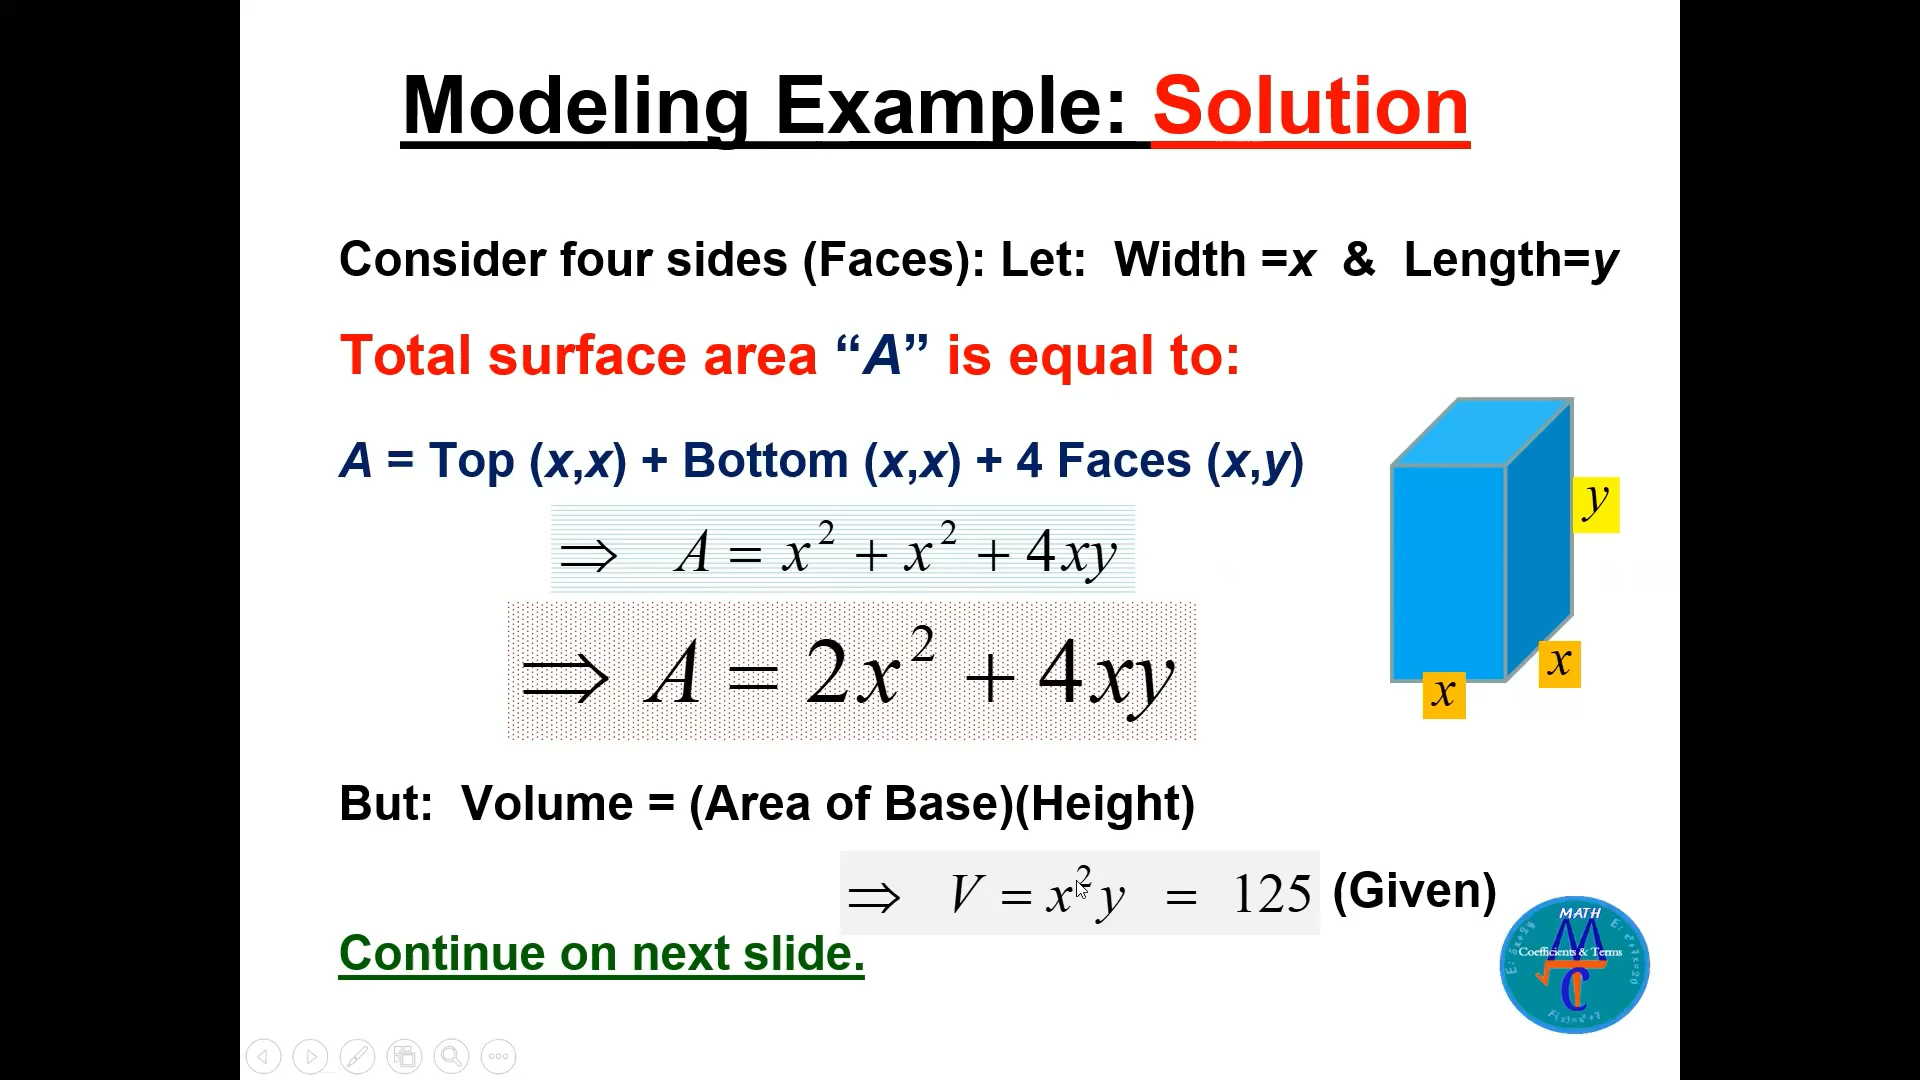 Modeling Example: Solution
Consider four sides (Faces): Let: Width =x & Length=y
Total surface area “A” is equal to:
A = Top (x,x) + Bottom (x,x) + 4 Faces (x,y)
⇒ A = x² + x² + 4xy
⇒ A = 2x² + 4xy
y
x
x
But: Volume = (Area of Base)(Height)
⇒ V = x²y = 125 (Given)
Continue on next slide.
MATH
Coefficients & Terms